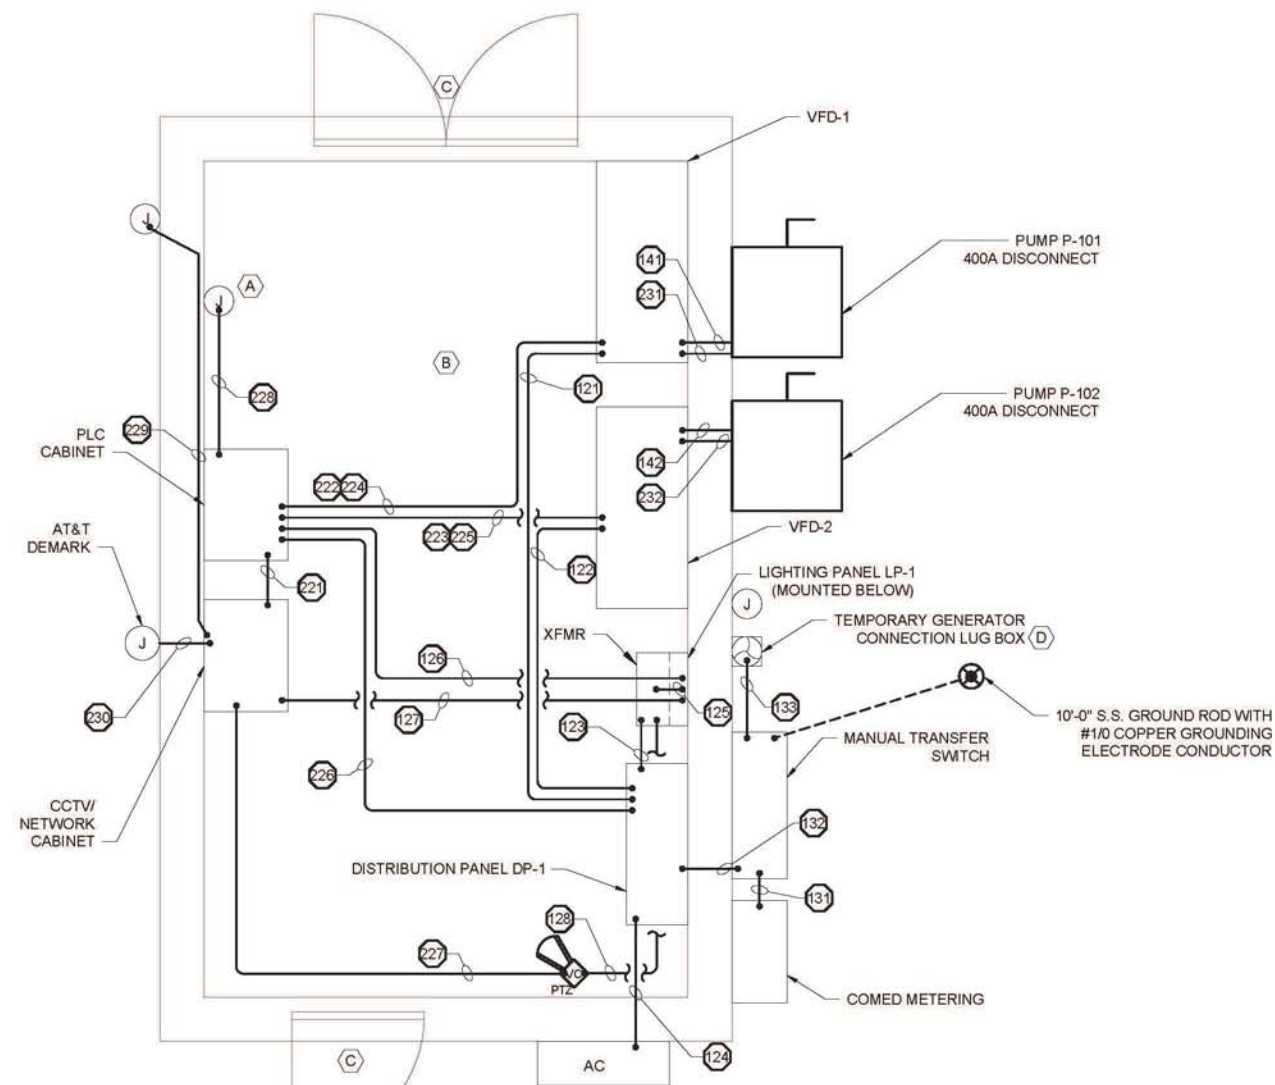 C
VFD-1
J
141
PUMP P-101
400A DISCONNECT
231
J
A
B
228
121
PUMP P-102
400A DISCONNECT
229
PLC
CABINET
142
222
224
232
AT&T
DEMARK
223
225
VFD-2
122
221
LIGHTING PANEL LP-1
(MOUNTED BELOW)
J
TEMPORARY GENERATOR
CONNECTION LUG BOX
D
XFMR
J
126
230
127
125
133
10'-0" S.S. GROUND ROD WITH
#1/0 COPPER GROUNDING
ELECTRODE CONDUCTOR
123
MANUAL TRANSFER
SWITCH
226
CCTV/
NETWORK
CABINET
132
DISTRIBUTION PANEL DP-1
131
128
227
VC
PTZ
COMED METERING
C
AC
124